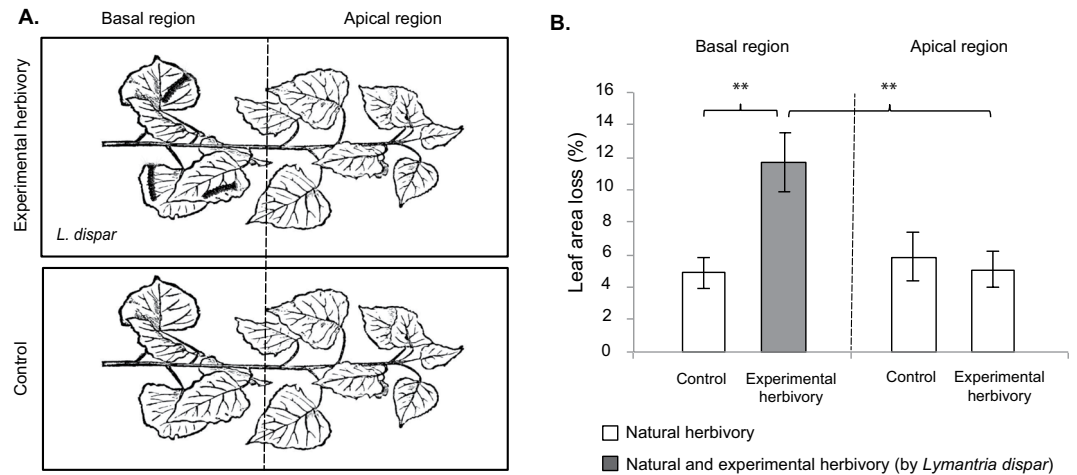 A.
Basal region
Apical region
Experimental herbivory
L. dispar
Control
B.
Basal region
Apical region
**
**
Leaf area loss (%)
16
14
12
10
8
6
4
2
0
Control
Experimental
herbivory
Control
Experimental
herbivory
Natural herbivory
Natural and experimental herbivory (by Lymantria dispar)